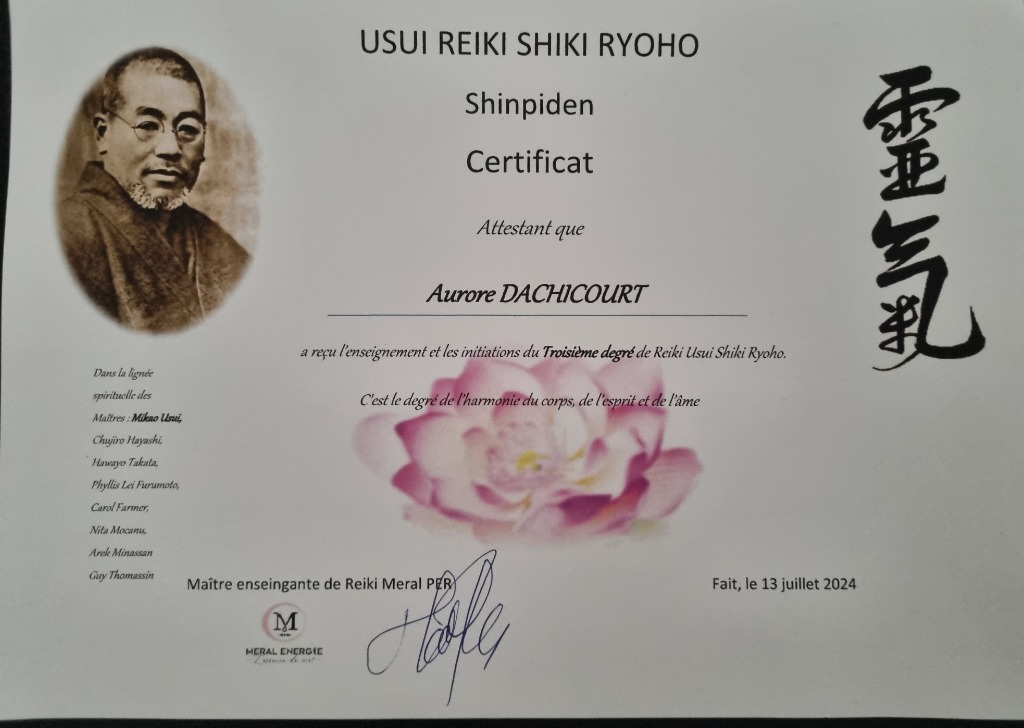 USUI REIKI SHIKI RYOHO
Shinpiden
Certificat
Attestant que
Aurore DACHICOURT
a reçu l'enseignement et les initiations du Troisième degré de Reiki Usui Shiki Ryoho.
C'est le degré de l'harmonie du corps, de l'esprit et de l'âme
靈氣
Dans la lignée
spirituelle des
Maîtres : Mikao Usui,
Chujiro Hayashi,
Hawayo Takata,
Phyllis Lei Furumoto,
Carol Farmer,
Nita Mocanu,
Arek Minassan
Guy Thomassin
Maître enseingante de Reiki Meral PER
Fait, le 13 juillet 2024
M
MERAL ENERGIE